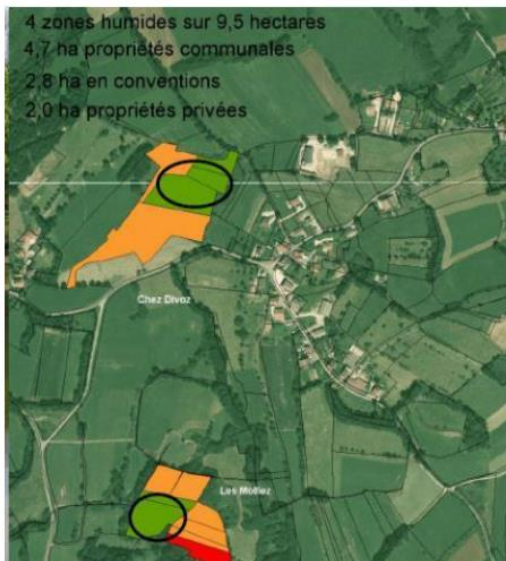 4 zones humides sur 9,5 hectares
4,7 ha propriétés communales
2,8 ha en conventions
2,0 ha propriétés privées
Chez Divoz
Les Molliez